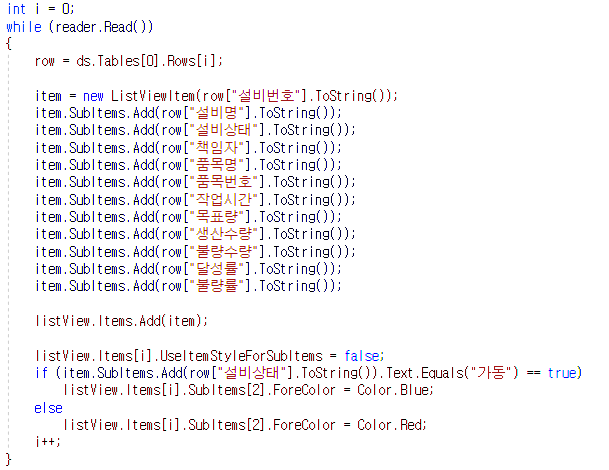 int i = 0;
while (reader.Read())
{
row = ds.Tables[0].Rows[i];
item = new ListViewItem(row["설비번호"].ToString());
item.SubItems.Add(row["설비명"].ToString());
item.SubItems.Add(row["설비상태"].ToString());
item.SubItems.Add(row["책임자"].ToString());
item.SubItems.Add(row["품목명"].ToString());
item.SubItems.Add(row["품목번호"].ToString());
item.SubItems.Add(row["작업시간"].ToString());
item.SubItems.Add(row["목표량"].ToString());
item.SubItems.Add(row["생산수량"].ToString());
item.SubItems.Add(row["불량수량"].ToString());
item.SubItems.Add(row["달성률"].ToString());
item.SubItems.Add(row["불량률"].ToString());
listView.Items.Add(item);
listView.Items[i].UseItemStyleForSubItems = false;
if (item.SubItems.Add(row["설비상태"].ToString()).Text.Equals("가동") == true)
listView.Items[i].SubItems[2].ForeColor = Color.Blue;
else
listView.Items[i].SubItems[2].ForeColor = Color.Red;
i++;
}